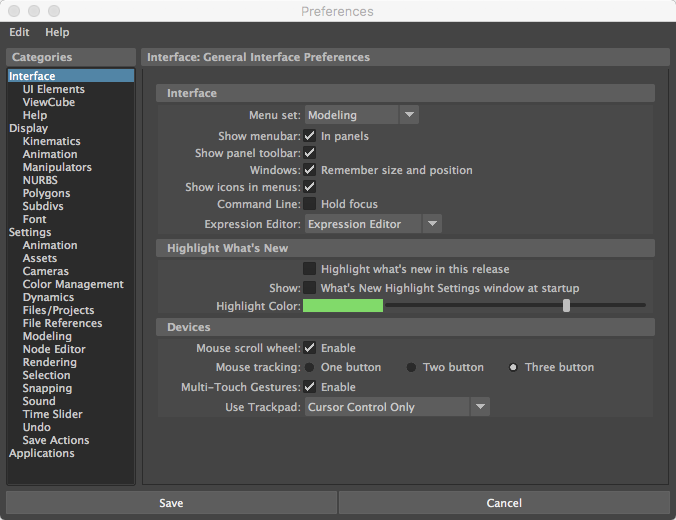 Preferences
Edit Help
Categories
Interface
UI Elements
ViewCube
Help
Display
Kinematics
Animation
Manipulators
NURBS
Polygons
Subdivs
Font
Settings
Animation
Assets
Cameras
Color Management
Dynamics
Files/Projects
File References
Modeling
Node Editor
Rendering
Selection
Snapping
Sound
Time Slider
Undo
Save Actions
Applications
Interface: General Interface Preferences
Interface
Menu set: Modeling
Show menubar: In panels
Show panel toolbar:
Windows: Remember size and position
Show icons in menus:
Command Line: Hold focus
Expression Editor: Expression Editor
Highlight What's New
Highlight what's new in this release
Show: What's New Highlight Settings window at startup
Highlight Color:
Devices
Mouse scroll wheel: Enable
Mouse tracking: One button Two button Three button
Multi-Touch Gestures: Enable
Use Trackpad: Cursor Control Only
Save Cancel